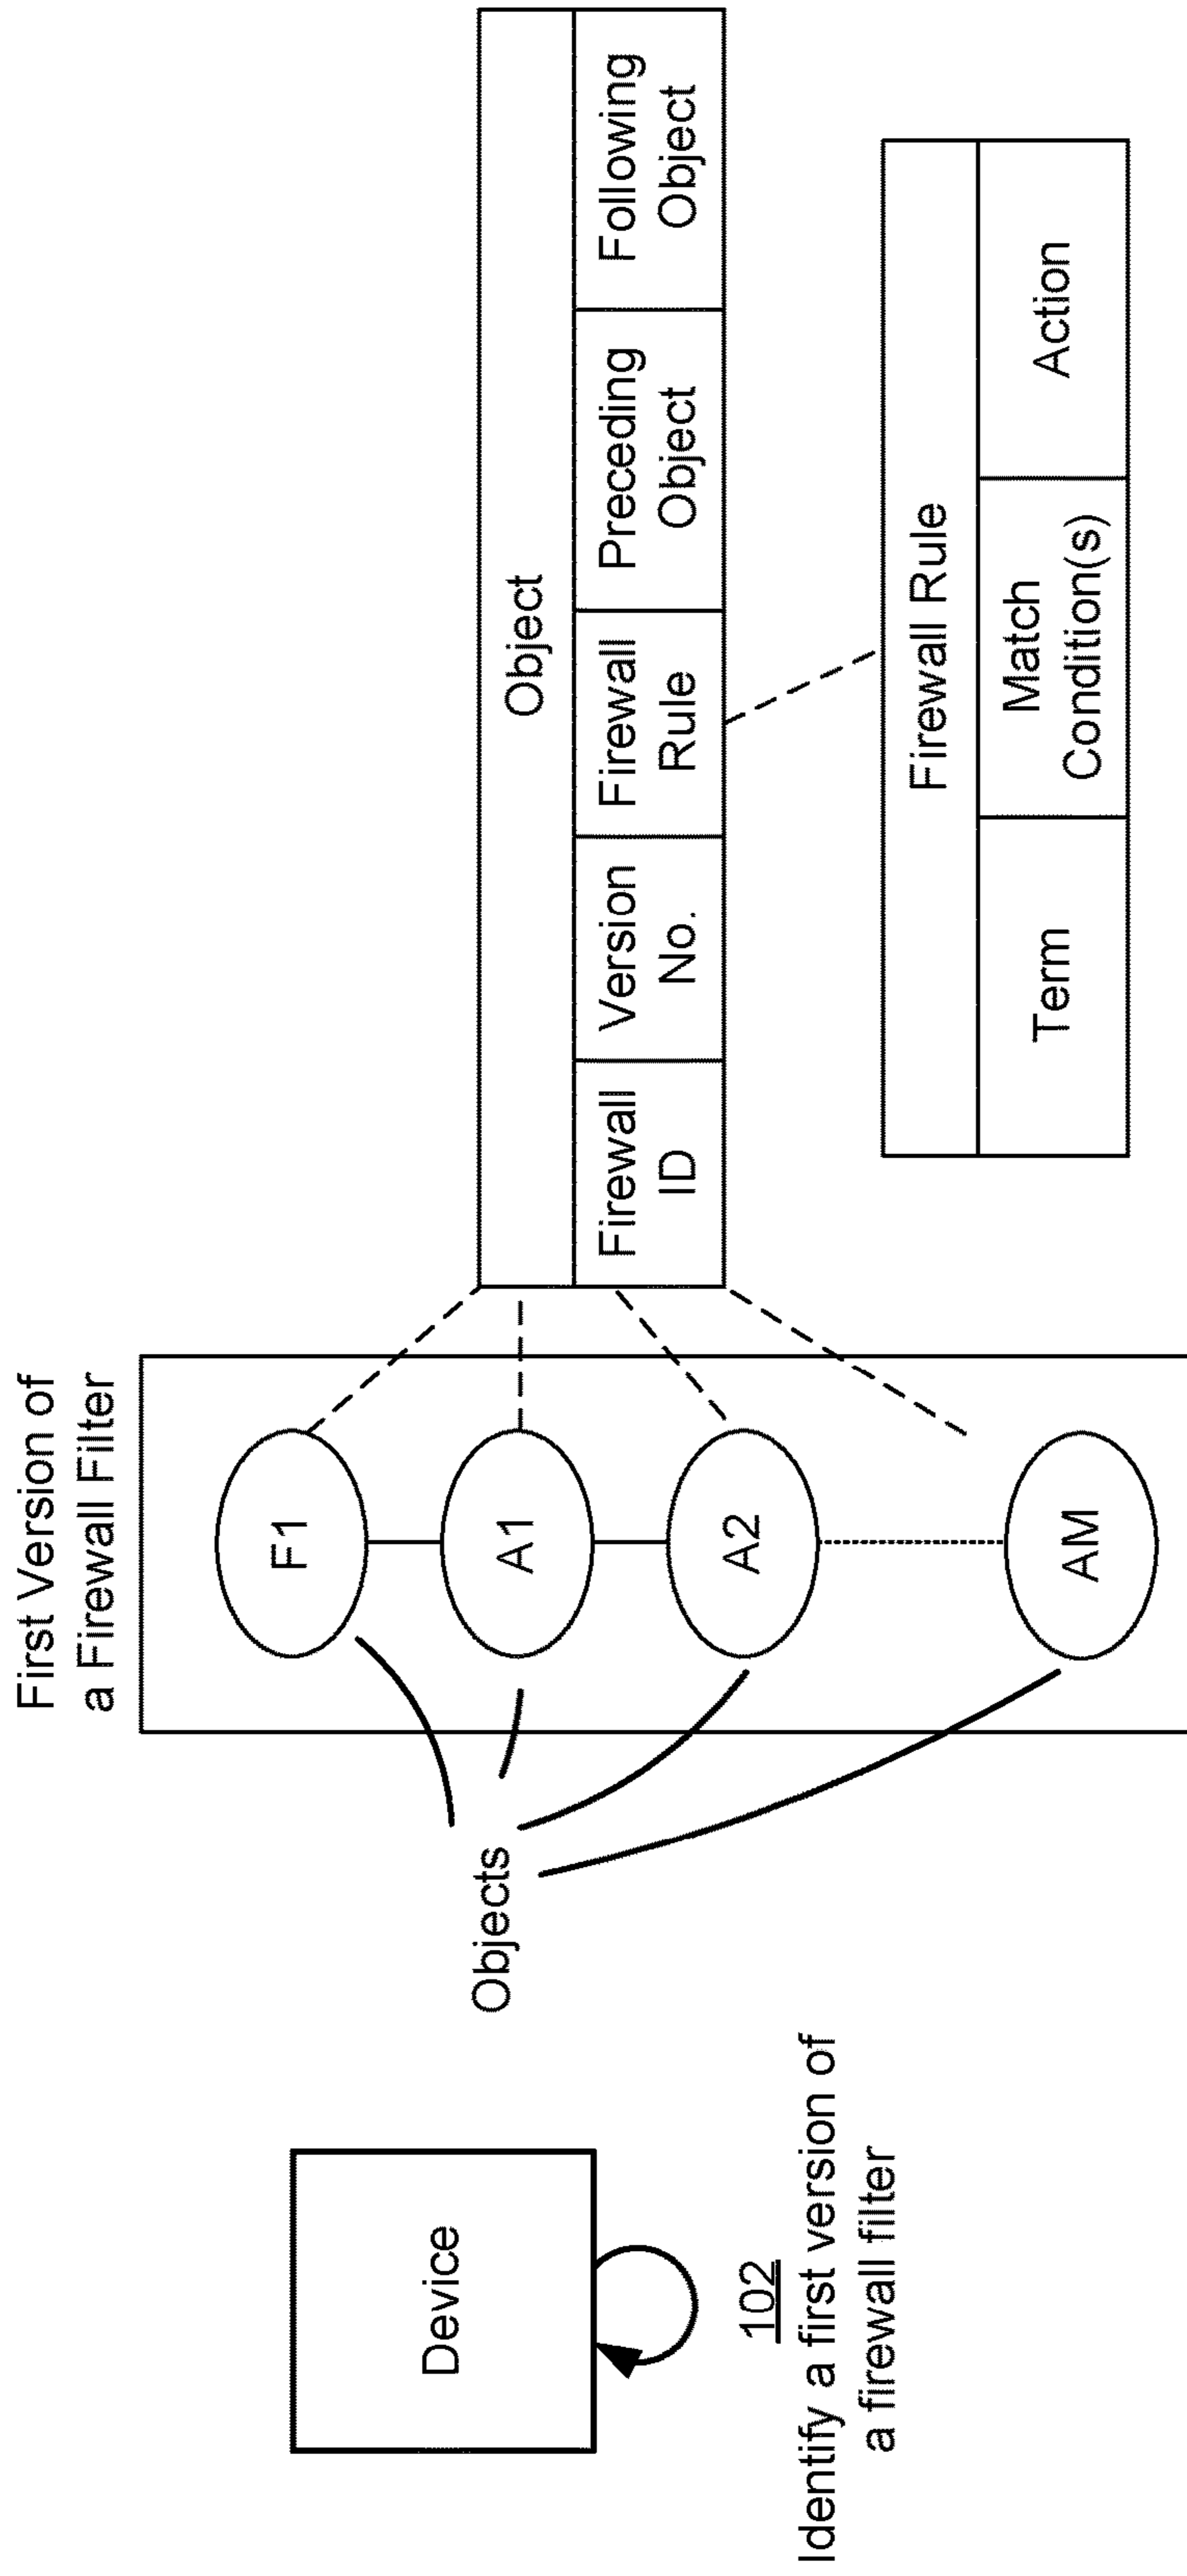 First Version of
a Firewall Filter
Device
102
Identify a first version of
a firewall filter
Objects
F1
A1
A2
AM
Object
Firewall
ID
Version
No.
Firewall
Rule
Preceding
Object
Following
Object
Firewall Rule
Term
Match
Condition(s)
Action